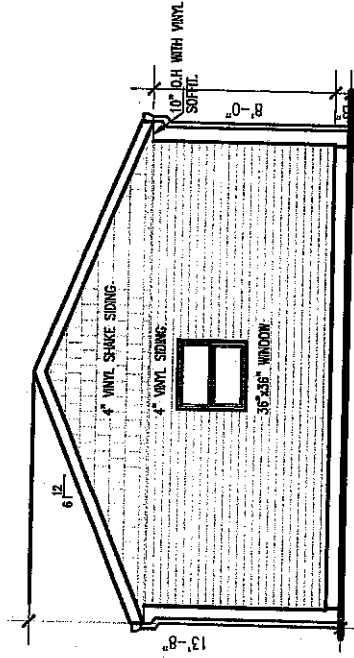 12
6
4" VINYL SHAKE SIDING
4" VINYL SIDING
36"x36" WINDOW
10" O.H WITH VINYL
SOFFIT.
8'-0"
8"
13'-8"